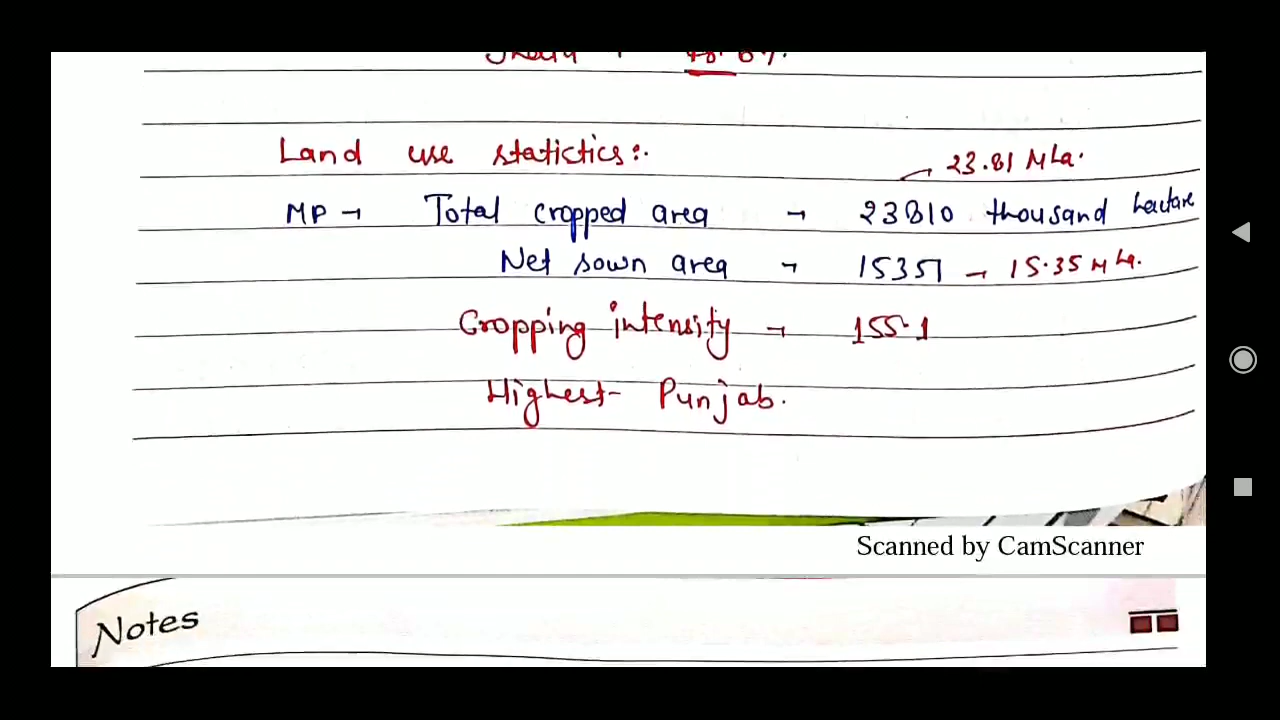 Land use statictics:.
→ 23.81 Mha.
MP → Total cropped area → 23810 thousand hectare
Net sown area → 15351 → 15.35 Mha.
Cropping intensity → 155.1
Highest- Punjab.
Scanned by CamScanner
Notes